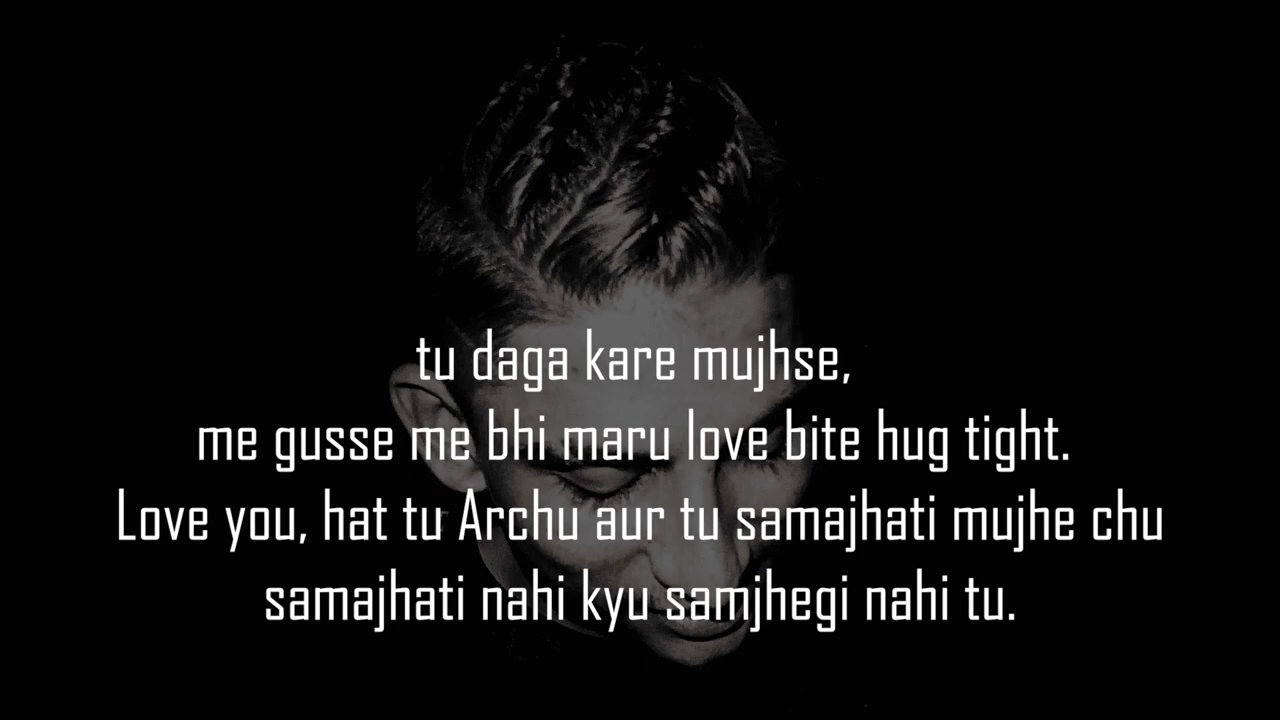 tu daga kare mujhse,
me gusse me bhi maru love bite hug tight.
Love you, hat tu Archu aur tu samajhati mujhe chu
samajhati nahi kyu samjhegi nahi tu.